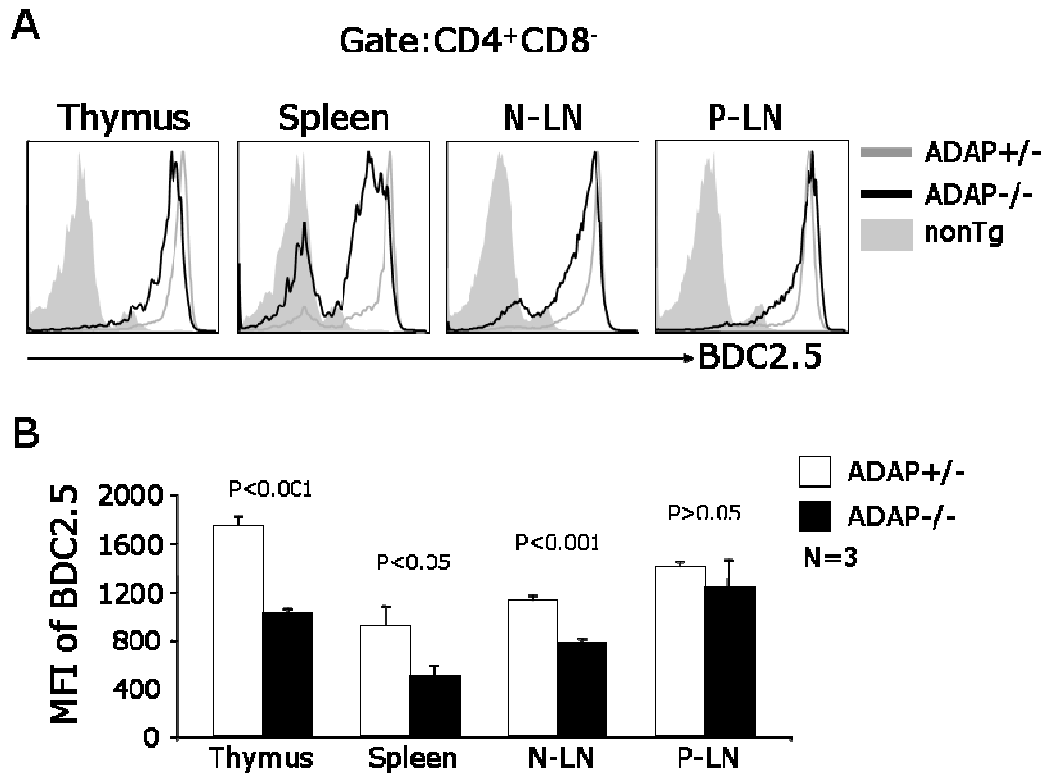 A
Gate:CD4⁺CD8⁻
Thymus Spleen N-LN P-LN
ADAP+/-
ADAP-/-
nonTg
BDC2.5
B
MFI of BDC2.5
2000
1600
1200
800
400
0
P<0.001
P<0.05
P<0.001
P>0.05
ADAP+/-
ADAP-/-
N=3
Thymus Spleen N-LN P-LN